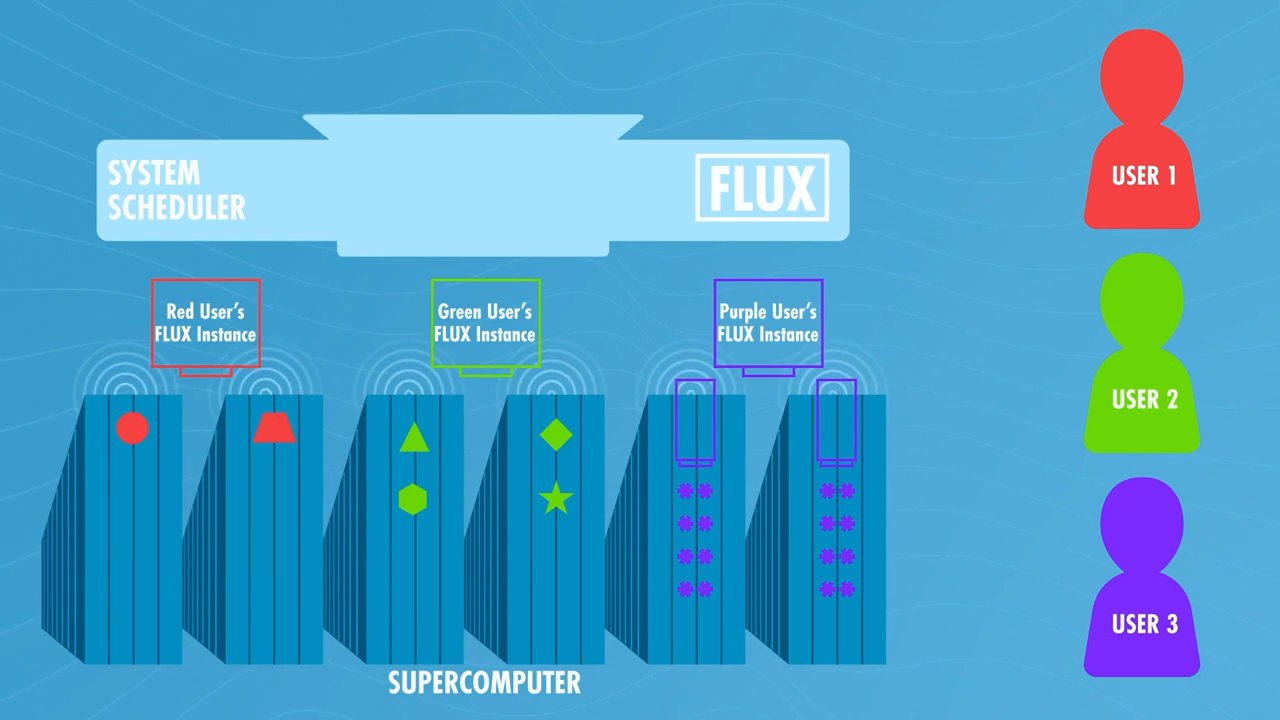 SYSTEM
SCHEDULER
FLUX
Red User's
FLUX Instance
Green User's
FLUX Instance
Purple User's
FLUX Instance
SUPERCOMPUTER
USER 1
USER 2
USER 3